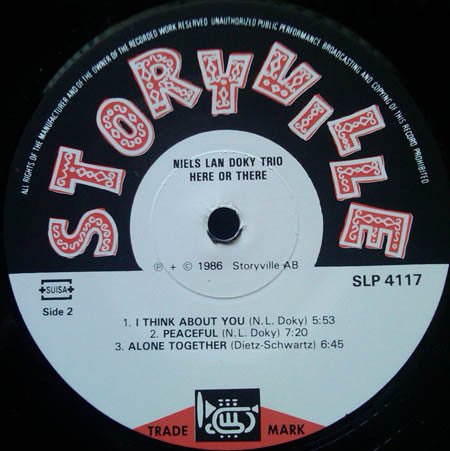 ALL RIGHTS OF THE MANUFACTURER AND OF THE OWNER OF THE RECORDED WORK RESERVED UNAUTHORIZED PUBLIC PERFORMANCE BROADCASTING AND COPYING OF THIS RECORD PROHIBITED
STORYVILLE
NIELS LAN DOKY TRIO
HERE OR THERE
℗ + © 1986 Storyville AB
SUISA
SLP 4117
Side 2
1. I THINK ABOUT YOU (N.L. Doky) 5:53
2. PEACEFUL (N.L. Doky) 7:20
3. ALONE TOGETHER (Dietz-Schwartz) 6:45
TRADE MARK